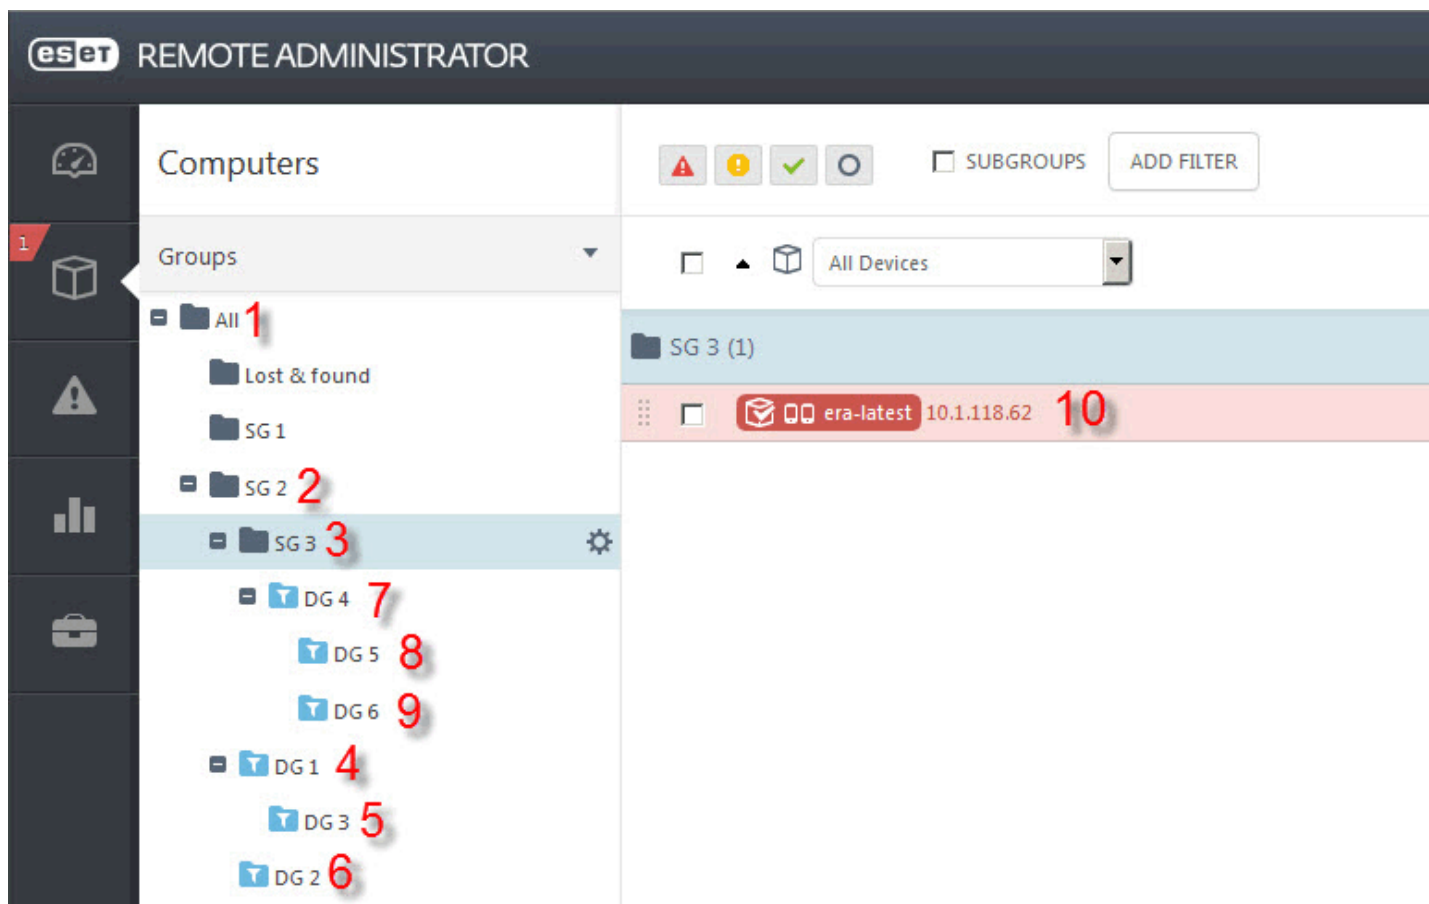 eset REMOTE ADMINISTRATOR
Computers
SUBGROUPS ADD FILTER
1
Groups
All Devices
All 1
Lost & found
SG 1
SG 2 2
SG 3 3
DG 4 7
DG 5 8
DG 6 9
DG 1 4
DG 3 5
DG 2 6
SG 3 (1)
era-latest 10.1.118.62 10